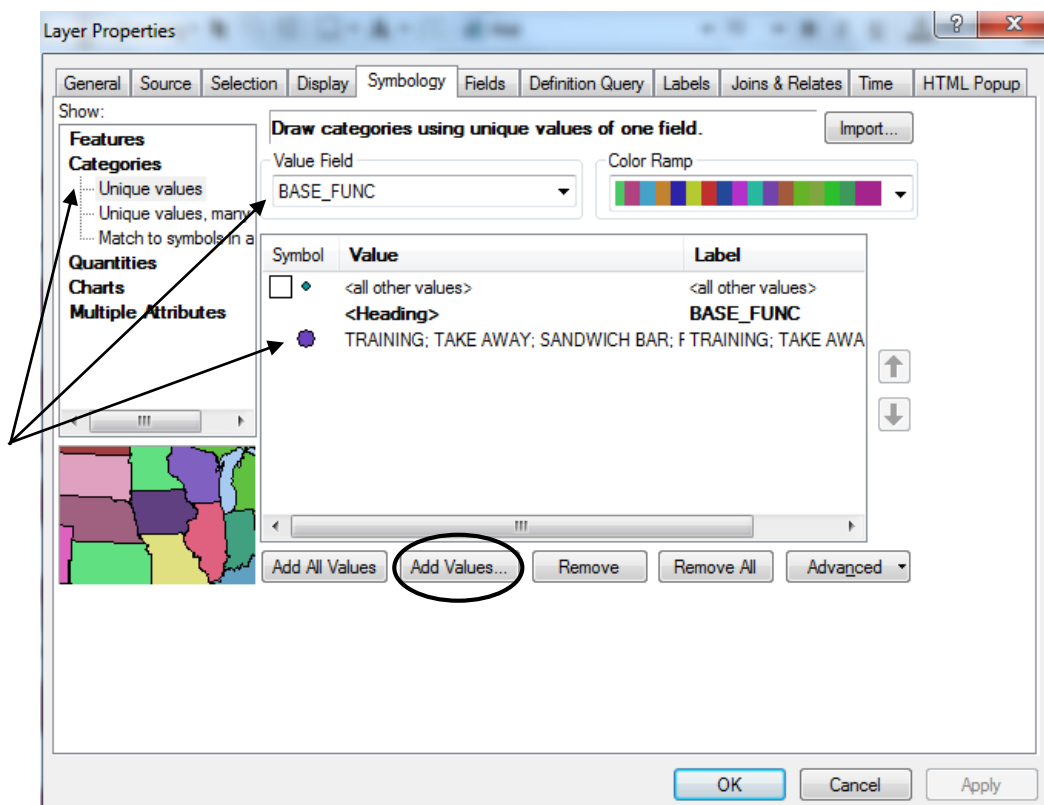 Layer Properties
General Source Selection Display Symbology Fields Definition Query Labels Joins & Relates Time HTML Popup
Show:
Features
Categories
Unique values
Unique values, many
Match to symbols in a
Quantities
Charts
Multiple Attributes
Draw categories using unique values of one field.
Import...
Value Field
BASE_FUNC
Color Ramp
Symbol Value Label
<all other values> <all other values>
<Heading> BASE_FUNC
TRAINING; TAKE AWAY; SANDWICH BAR; F TRAINING; TAKE AWA
Add All Values Add Values... Remove Remove All Advanced
OK Cancel Apply